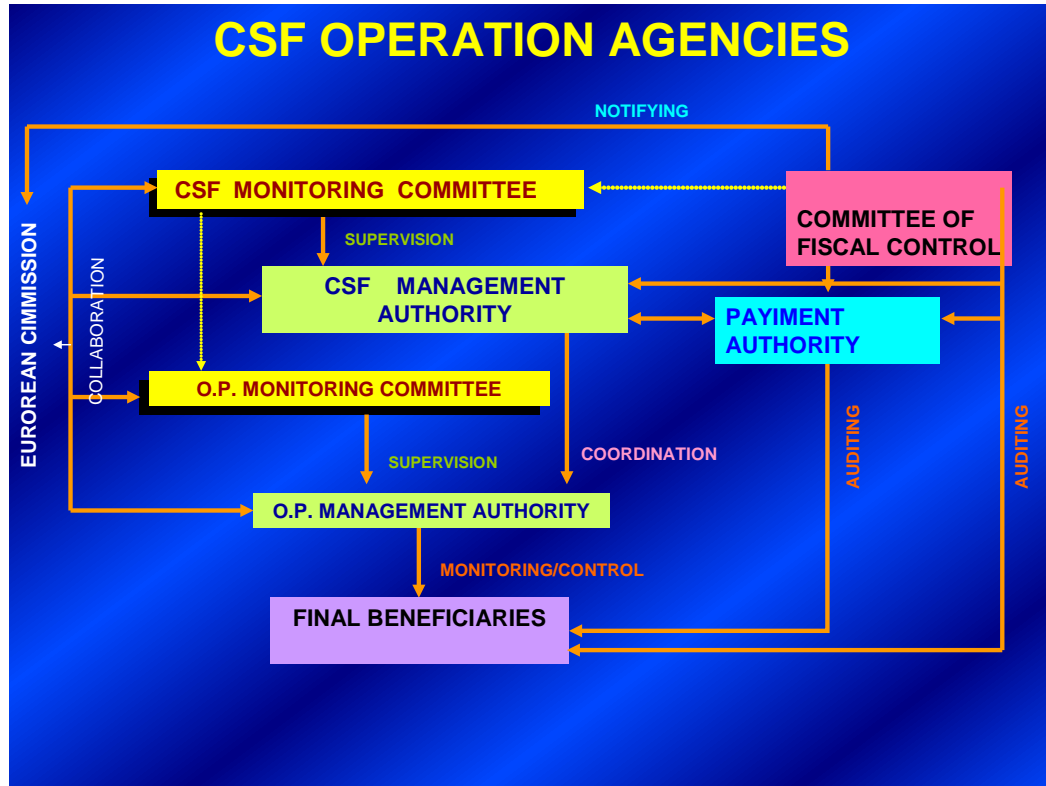 CSF OPERATION AGENCIES
NOTIFYING
CSF MONITORING COMMITTEE
COMMITTEE OF
FISCAL CONTROL
SUPERVISION
CSF MANAGEMENT
AUTHORITY
PAYIMENT
AUTHORITY
EUROREAN CIMMISSION
COLLABORATION
O.P. MONITORING COMMITTEE
SUPERVISION
COORDINATION
AUDITING
AUDITING
O.P. MANAGEMENT AUTHORITY
MONITORING/CONTROL
FINAL BENEFICIARIES